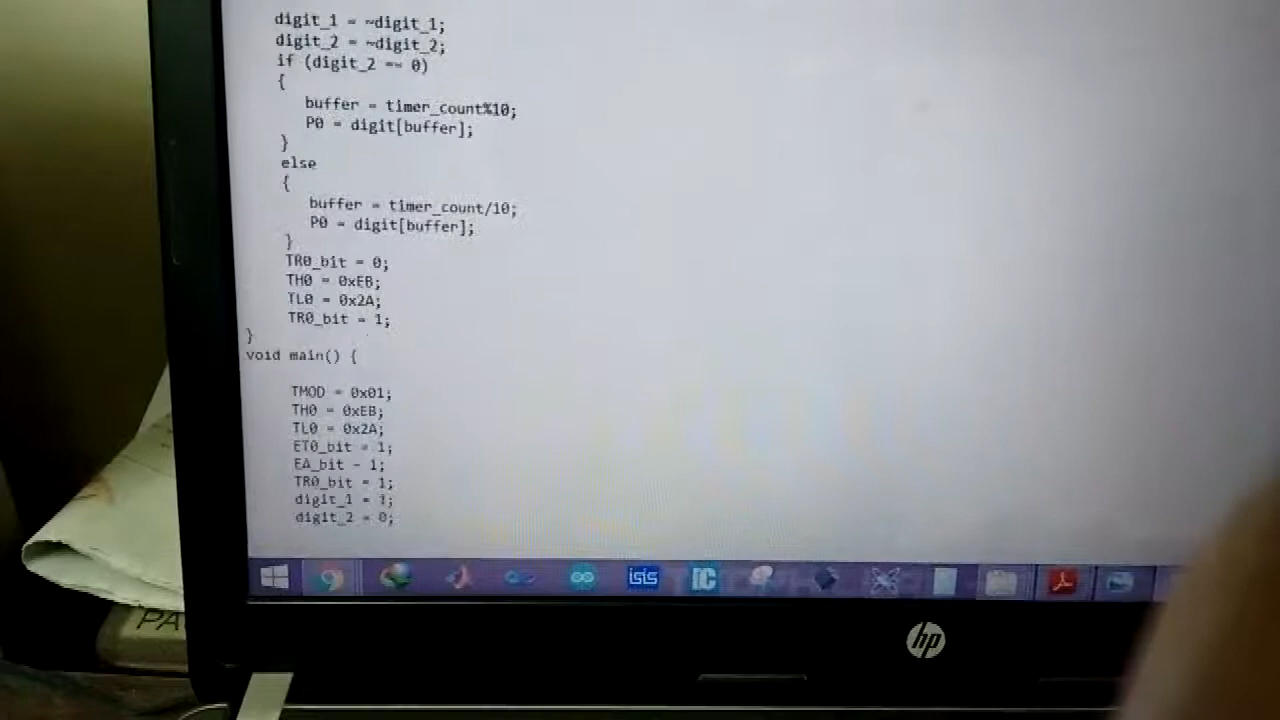 digit_1 = ~digit_1;
digit_2 = ~digit_2;
if (digit_2 == 0)
{
buffer = timer_count%10;
P0 = digit[buffer];
}
else
{
buffer = timer_count/10;
P0 = digit[buffer];
}
TR0_bit = 0;
TH0 = 0xEB;
TL0 = 0x2A;
TR0_bit = 1;
}
void main() {
TMOD = 0x01;
TH0 = 0xEB;
TL0 = 0x2A;
ET0_bit = 1;
EA_bit = 1;
TR0_bit = 1;
digit_1 = 1;
digit_2 = 0;
isis
IC
hp
PA